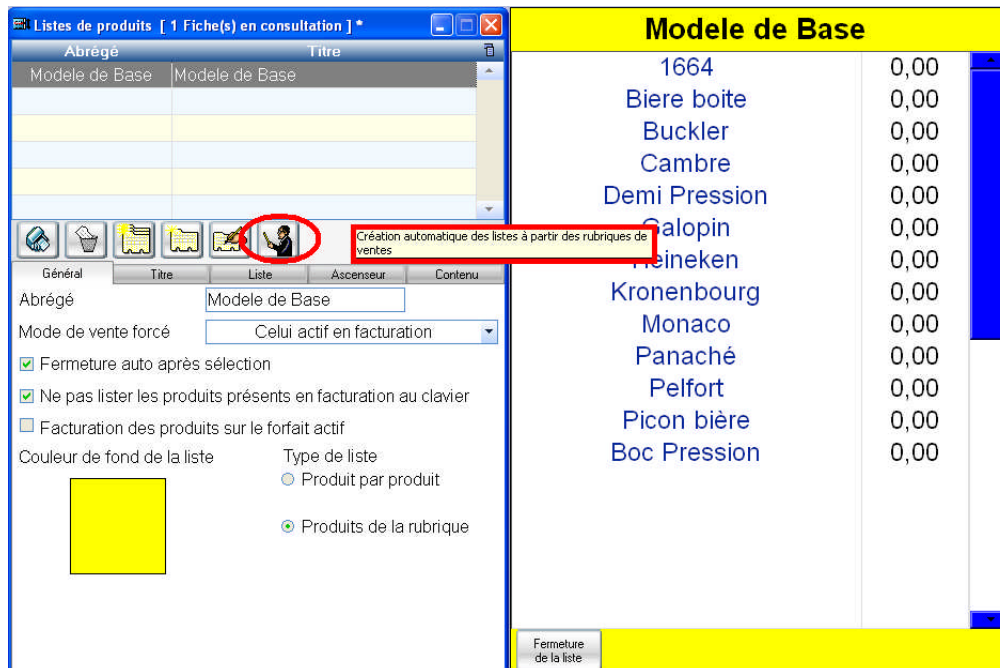 Listes de produits [ 1 Fiche(s) en consultation ] *
Abrégé Titre
Modele de Base Modele de Base
Création automatique des listes à partir des rubriques de
ventes
Général Titre Liste Ascenseur Contenu
Abrégé Modele de Base
Mode de vente forcé Celui actif en facturation
Fermeture auto après sélection
Ne pas lister les produits présents en facturation au clavier
Facturation des produits sur le forfait actif
Couleur de fond de la liste Type de liste
Produit par produit
Produits de la rubrique
Modele de Base
1664 0,00
Biere boite 0,00
Buckler 0,00
Cambre 0,00
Demi Pression 0,00
Galopin 0,00
Heineken 0,00
Kronenbourg 0,00
Monaco 0,00
Panaché 0,00
Pelfort 0,00
Picon bière 0,00
Boc Pression 0,00
Fermeture
de la liste